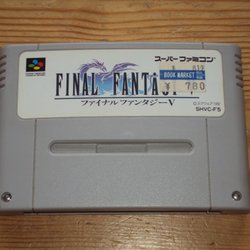 スーパーファミコン
BOOK MARKET
¥780
FINAL FANTASY
ファイナルファンタジーV
SHVC-F5